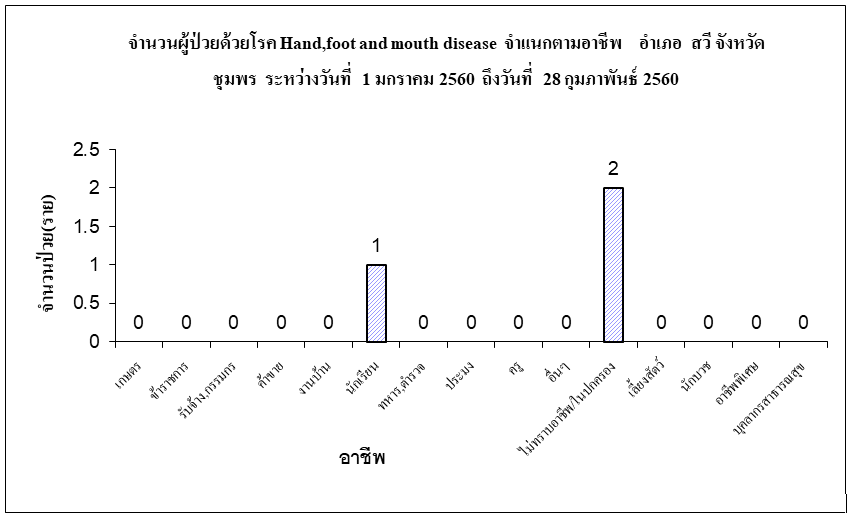 จำนวนผู้ป่วยด้วยโรค Hand,foot and mouth disease จำแนกตามอาชีพ อำเภอ สวี จังหวัด
ชุมพร ระหว่างวันที่ 1 มกราคม 2560 ถึงวันที่ 28 กุมภาพันธ์ 2560
จำนวนป่วย(ราย)
2.5
2
1.5
1
0.5
0
0 0 0 0 0 1 0 0 0 0 2 0 0 0 0
เกษตร
ข้าราชการ
รับจ้าง,กรรมกร
ค้าขาย
งานบ้าน
นักเรียน
ทหาร,ตำรวจ
ประมง
ครู
อื่นๆ
ไม่ทราบอาชีพ/ในปกครอง
เลี้ยงสัตว์
นักบวช
อาชีพพิเศษ
บุคลากรสาธารณสุข
อาชีพ